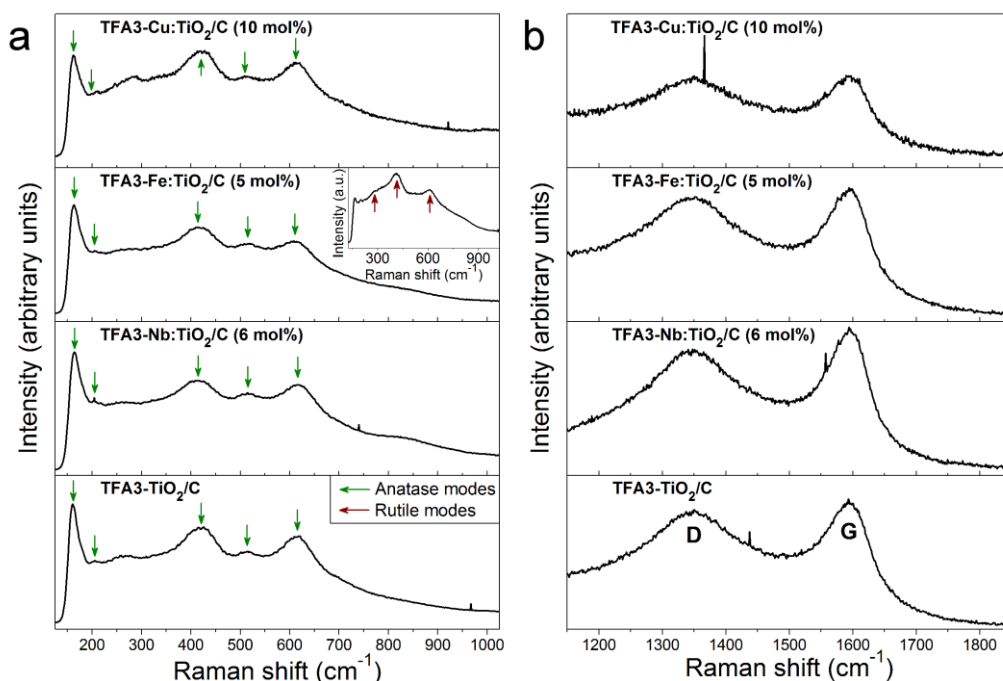 a
TFA3-Cu:TiO₂/C (10 mol%)
TFA3-Fe:TiO₂/C (5 mol%)
Intensity (a.u.)
300 600 900
Raman shift (cm⁻¹)
TFA3-Nb:TiO₂/C (6 mol%)
TFA3-TiO₂/C
Anatase modes
Rutile modes
Intensity (arbitrary units)
200 300 400 500 600 700 800 900 1000
Raman shift (cm⁻¹)
b
TFA3-Cu:TiO₂/C (10 mol%)
TFA3-Fe:TiO₂/C (5 mol%)
TFA3-Nb:TiO₂/C (6 mol%)
TFA3-TiO₂/C
D
G
Intensity (arbitrary units)
1200 1300 1400 1500 1600 1700 1800
Raman shift (cm⁻¹)